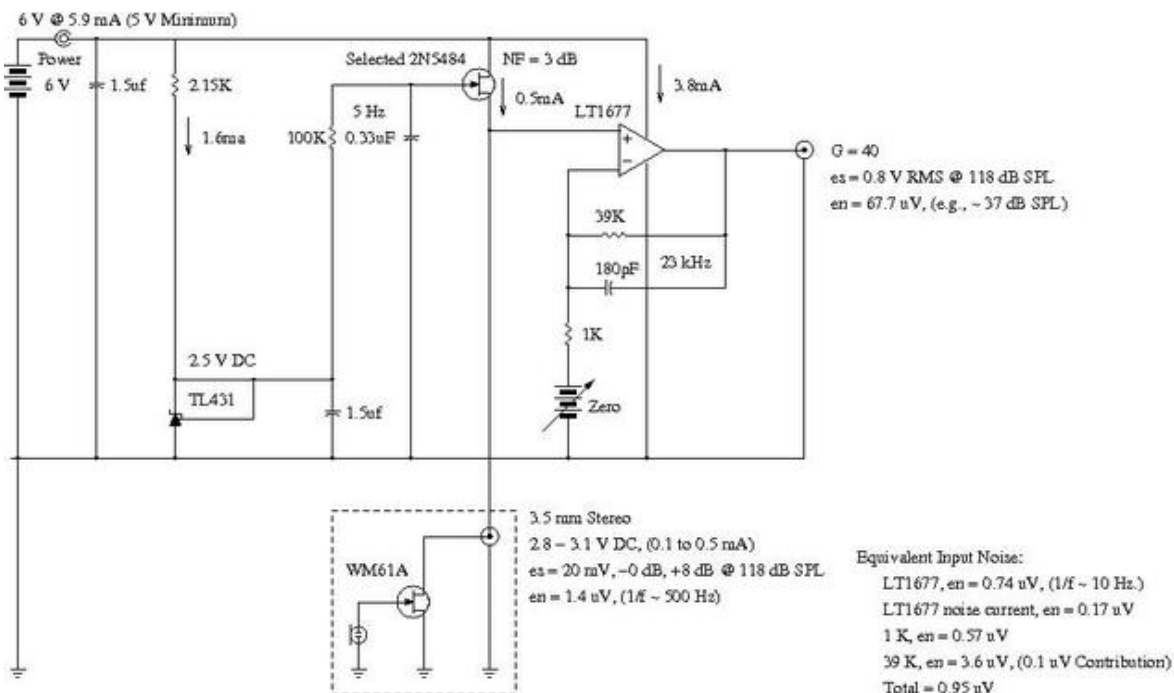 6 V @ 5.9 mA (5 V Minimum)
Power
6 V
1.5uf
2.15K
1.6ma
Selected 2N5484
NF = 3 dB
0.5mA
3.8mA
5 Hz
100K
0.33uF
LT1677
+
−
G = 40
es = 0.8 V RMS @ 118 dB SPL
en = 67.7 uV, (e.g., ~ 37 dB SPL)
39K
180pF
23 kHz
1K
Zero
2.5 V DC
TL431
1.5uf
3.5 mm Stereo
2.8 – 3.1 V DC, (0.1 to 0.5 mA)
es = 20 mV, –0 dB, +8 dB @ 118 dB SPL
en = 1.4 uV, (1/f ~ 500 Hz)
WM61A
Equivalent Input Noise:
LT1677, en = 0.74 uV, (1/f ~ 10 Hz.)
LT1677 noise current, en = 0.17 uV
1 K, en = 0.57 uV
39 K, en = 3.6 uV, (0.1 uV Contribution)
Total = 0.95 uV